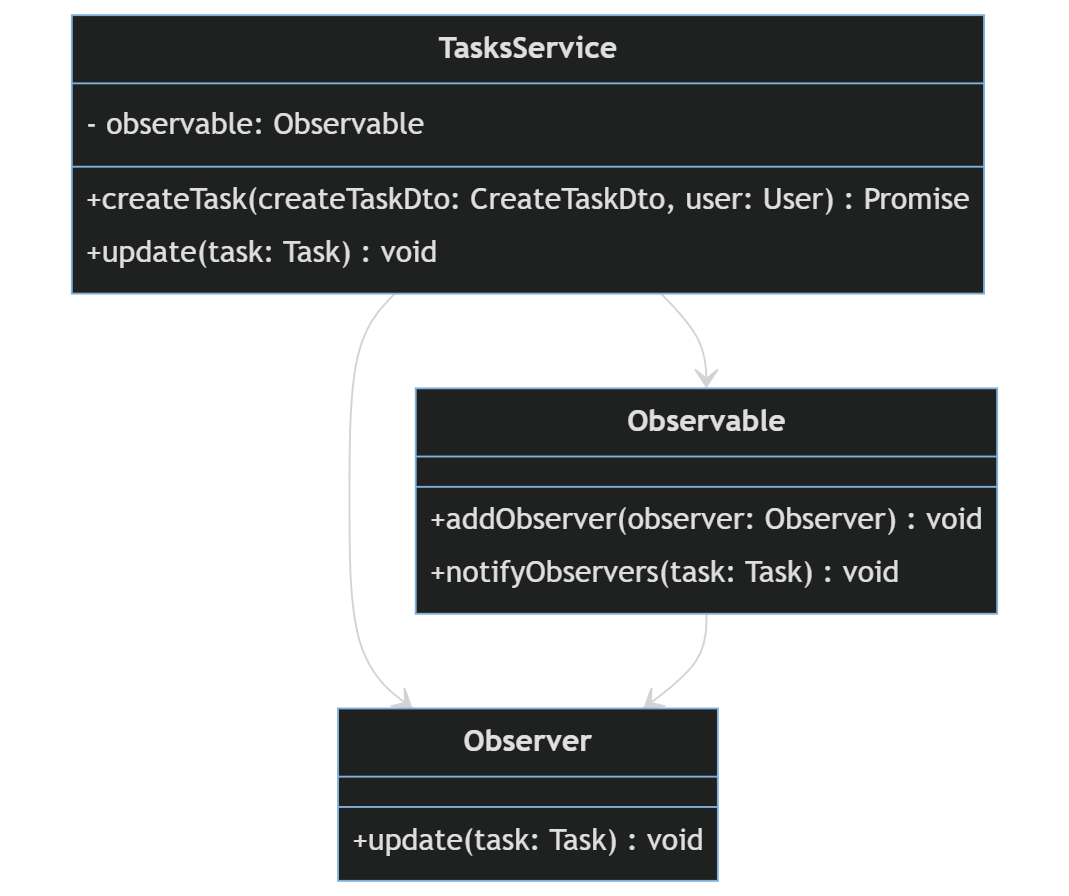 TasksService
- observable: Observable
+createTask(createTaskDto: CreateTaskDto, user: User) : Promise
+update(task: Task) : void
Observable
+addObserver(observer: Observer) : void
+notifyObservers(task: Task) : void
Observer
+update(task: Task) : void